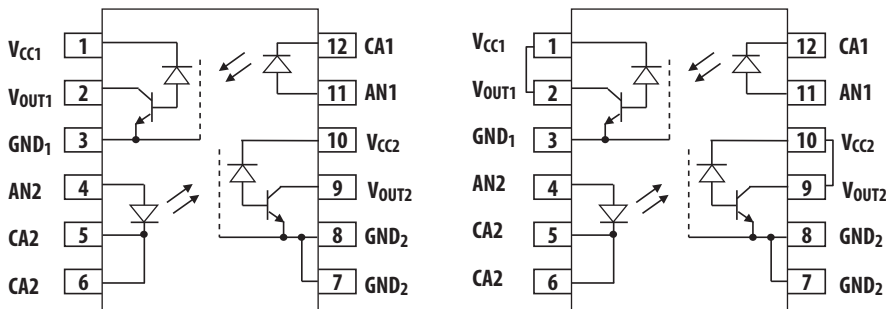 VCC1 1 12 CA1
VOUT1 2 11 AN1
GND1 3 10 VCC2
AN2 4 9 VOUT2
CA2 5 8 GND2
CA2 6 7 GND2
VCC1 1 12 CA1
VOUT1 2 11 AN1
GND1 3 10 VCC2
AN2 4 9 VOUT2
CA2 5 8 GND2
CA2 6 7 GND2